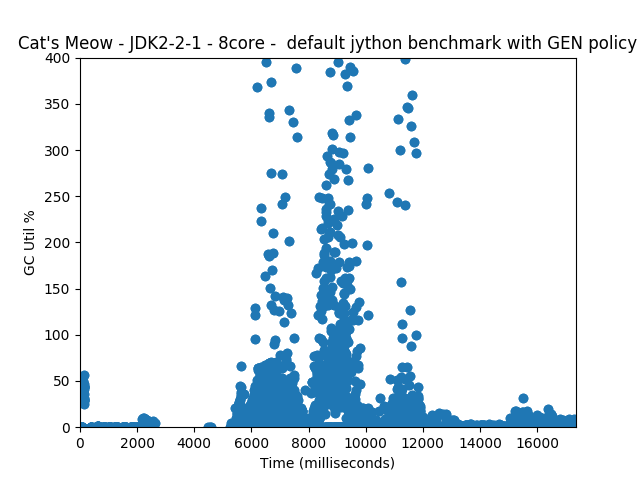 Cat's Meow - JDK2-2-1 - 8core -  default jython benchmark with GEN policy
400
350
300
250
200
150
100
50
0
GC Util %
0 2000 4000 6000 8000 10000 12000 14000 16000
Time (milliseconds)